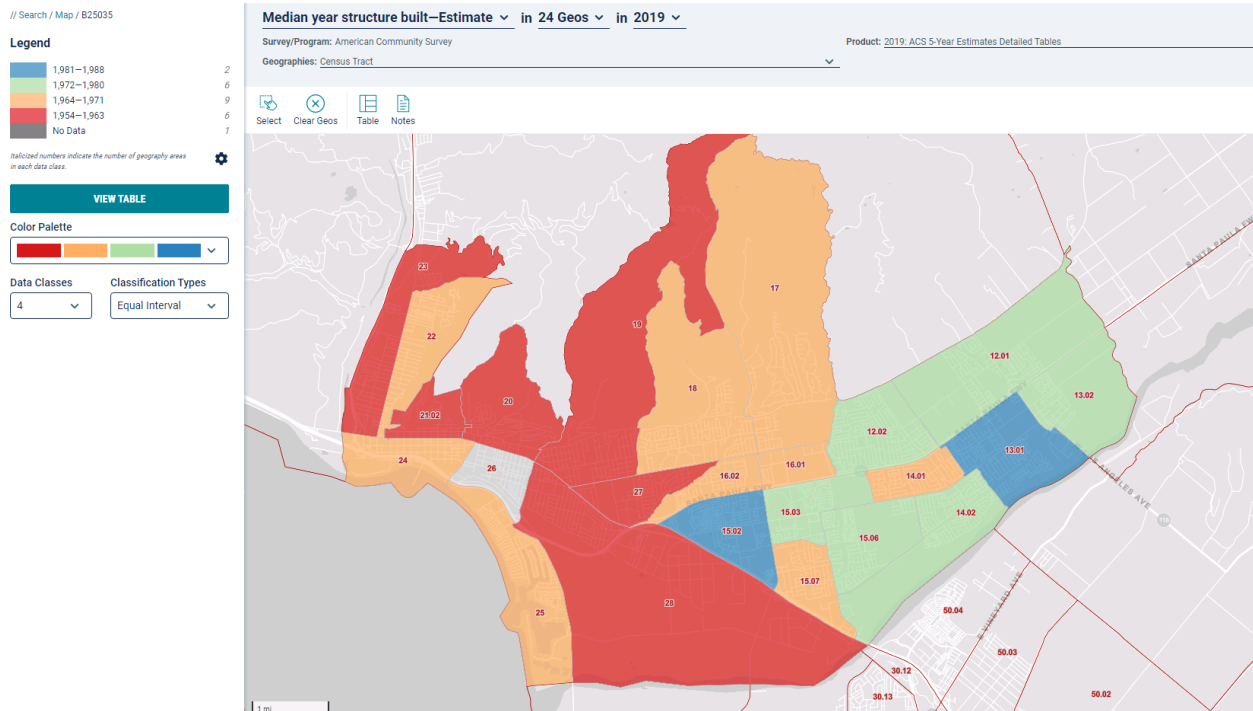 // Search / Map / B25035
Median year structure built—Estimate in 24 Geos in 2019
Survey/Program: American Community Survey
Product: 2019: ACS 5-Year Estimates Detailed Tables
Geographies: Census Tract
Legend
1,981—1,988 2
1,972—1,980 6
1,964—1,971 9
1,954—1,963 6
No Data 1
Italicized numbers indicate the number of geography areas
in each data class.
VIEW TABLE
Color Palette
Data Classes
Classification Types
4
Equal Interval
Select
Clear Geos
Table
Notes
23
17
22
19
12.01
18
13.02
20
21.02
12.02
24
26
13.01
16.02
16.01
14.01
27
15.03
14.02
15.02
15.06
15.07
28
25
50.04
50.03
30.12
30.13
50.02
E VINEYARD AVE
1 mi